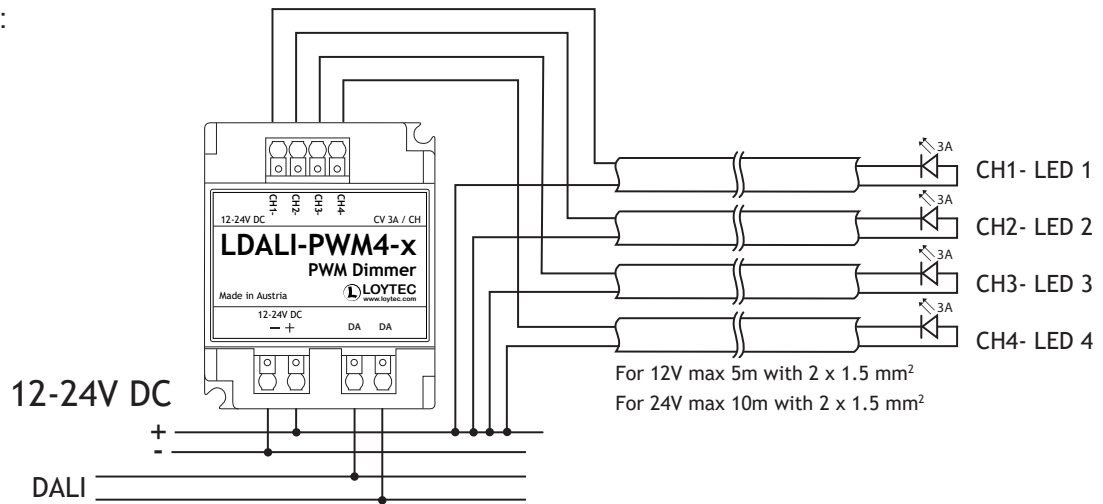 :
CH1-
CH2-
CH3-
CH4-
12-24V DC
CV 3A / CH
LDALI-PWM4-x
PWM Dimmer
Made in Austria
L LOYTEC
www.loytec.com
12-24V DC
— +
DA DA
3A
CH1- LED 1
3A
CH2- LED 2
3A
CH3- LED 3
3A
CH4- LED 4
For 12V max 5m with 2 x 1.5 mm²
For 24V max 10m with 2 x 1.5 mm²
12-24V DC
+
-
DALI